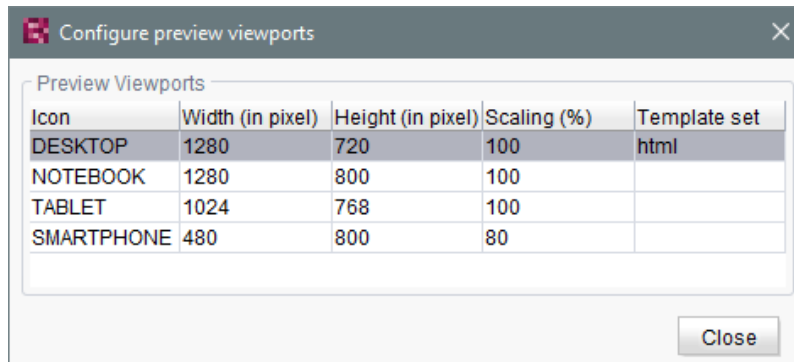 Configure preview viewports
Preview Viewports
Icon Width (in pixel) Height (in pixel) Scaling (%) Template set
DESKTOP 1280 720 100 html
NOTEBOOK 1280 800 100
TABLET 1024 768 100
SMARTPHONE 480 800 80
Close